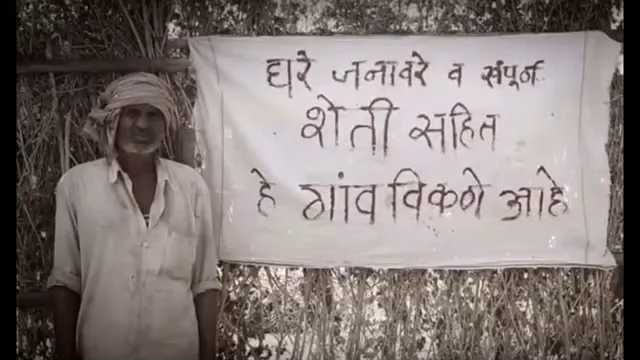 घरे जनावरे व संपूर्न
शेती सहित
हे गांव विकणे आहे